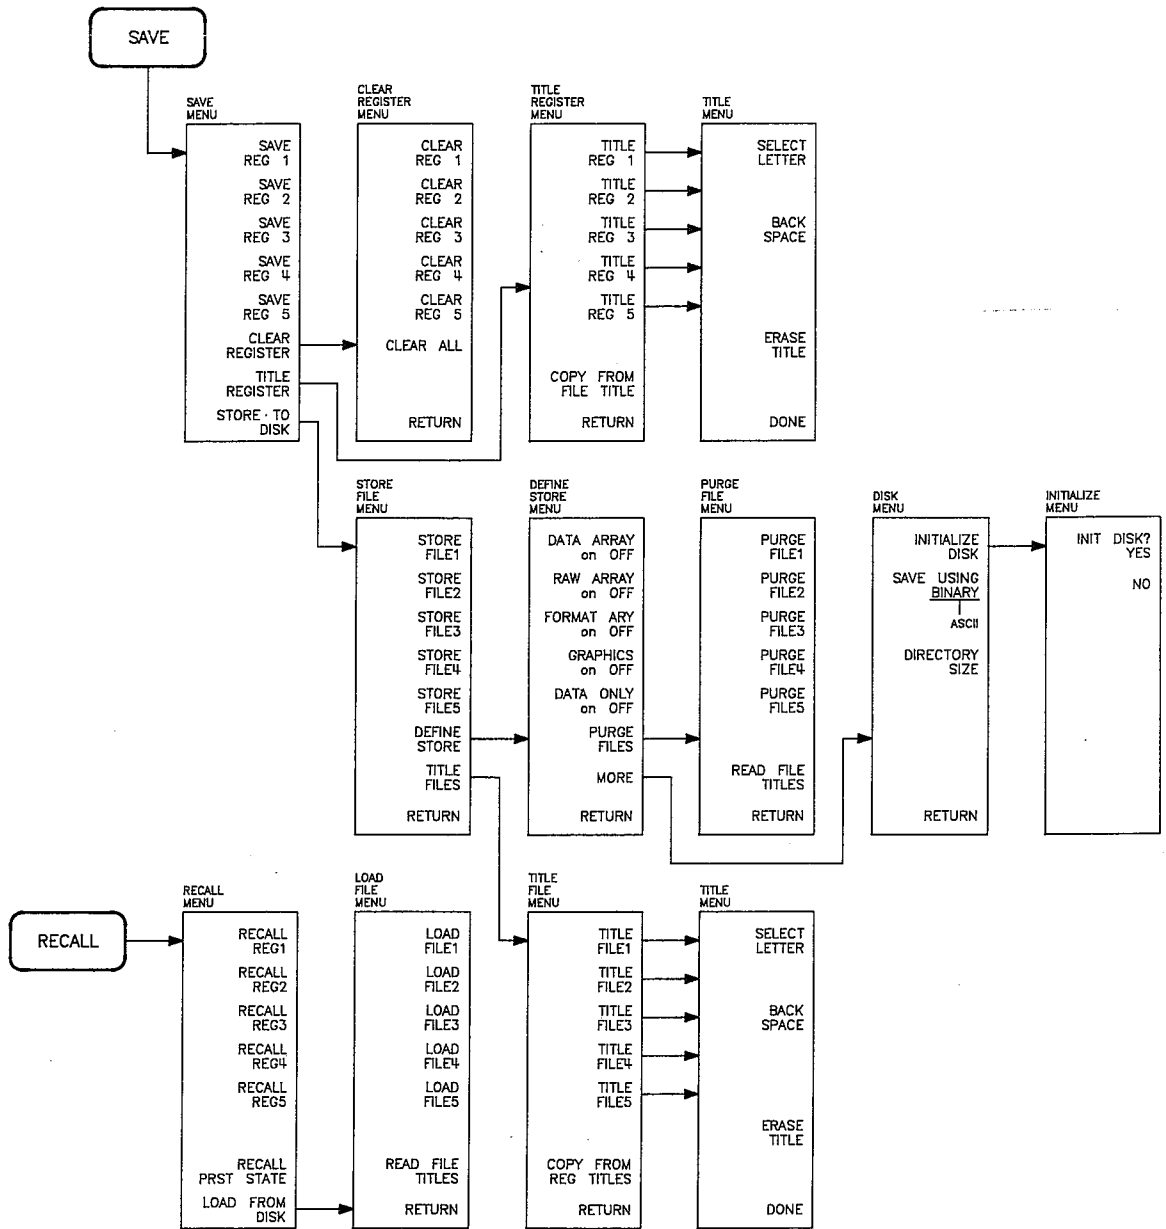 SAVE
SAVE
MENU
SAVE
REG 1
SAVE
REG 2
SAVE
REG 3
SAVE
REG 4
SAVE
REG 5
CLEAR
REGISTER
TITLE
REGISTER
STORE · TO
DISK
CLEAR
REGISTER
MENU
CLEAR
REG 1
CLEAR
REG 2
CLEAR
REG 3
CLEAR
REG 4
CLEAR
REG 5
CLEAR ALL
RETURN
TITLE
REGISTER
MENU
TITLE
REG 1
TITLE
REG 2
TITLE
REG 3
TITLE
REG 4
TITLE
REG 5
COPY FROM
FILE TITLE
RETURN
TITLE
MENU
SELECT
LETTER
BACK
SPACE
ERASE
TITLE
DONE
STORE
FILE
MENU
STORE
FILE1
STORE
FILE2
STORE
FILE3
STORE
FILE4
STORE
FILE5
DEFINE
STORE
TITLE
FILES
RETURN
DEFINE
STORE
MENU
DATA ARRAY
on OFF
RAW ARRAY
on OFF
FORMAT ARY
on OFF
GRAPHICS
on OFF
DATA ONLY
on OFF
PURGE
FILES
MORE
RETURN
PURGE
FILE
MENU
PURGE
FILE1
PURGE
FILE2
PURGE
FILE3
PURGE
FILE4
PURGE
FILE5
READ FILE
TITLES
RETURN
DISK
MENU
INITIALIZE
DISK
SAVE USING
BINARY
ASCII
DIRECTORY
SIZE
RETURN
INITIALIZE
MENU
INIT DISK?
YES
NO
RECALL
RECALL
MENU
RECALL
REG1
RECALL
REG2
RECALL
REG3
RECALL
REG4
RECALL
REG5
RECALL
PRST STATE
LOAD FROM
DISK
LOAD
FILE
MENU
LOAD
FILE1
LOAD
FILE2
LOAD
FILE3
LOAD
FILE4
LOAD
FILE5
READ FILE
TITLES
RETURN
TITLE
FILE
MENU
TITLE
FILE1
TITLE
FILE2
TITLE
FILE3
TITLE
FILE4
TITLE
FILE5
COPY FROM
REG TITLES
RETURN
TITLE
MENU
SELECT
LETTER
BACK
SPACE
ERASE
TITLE
DONE